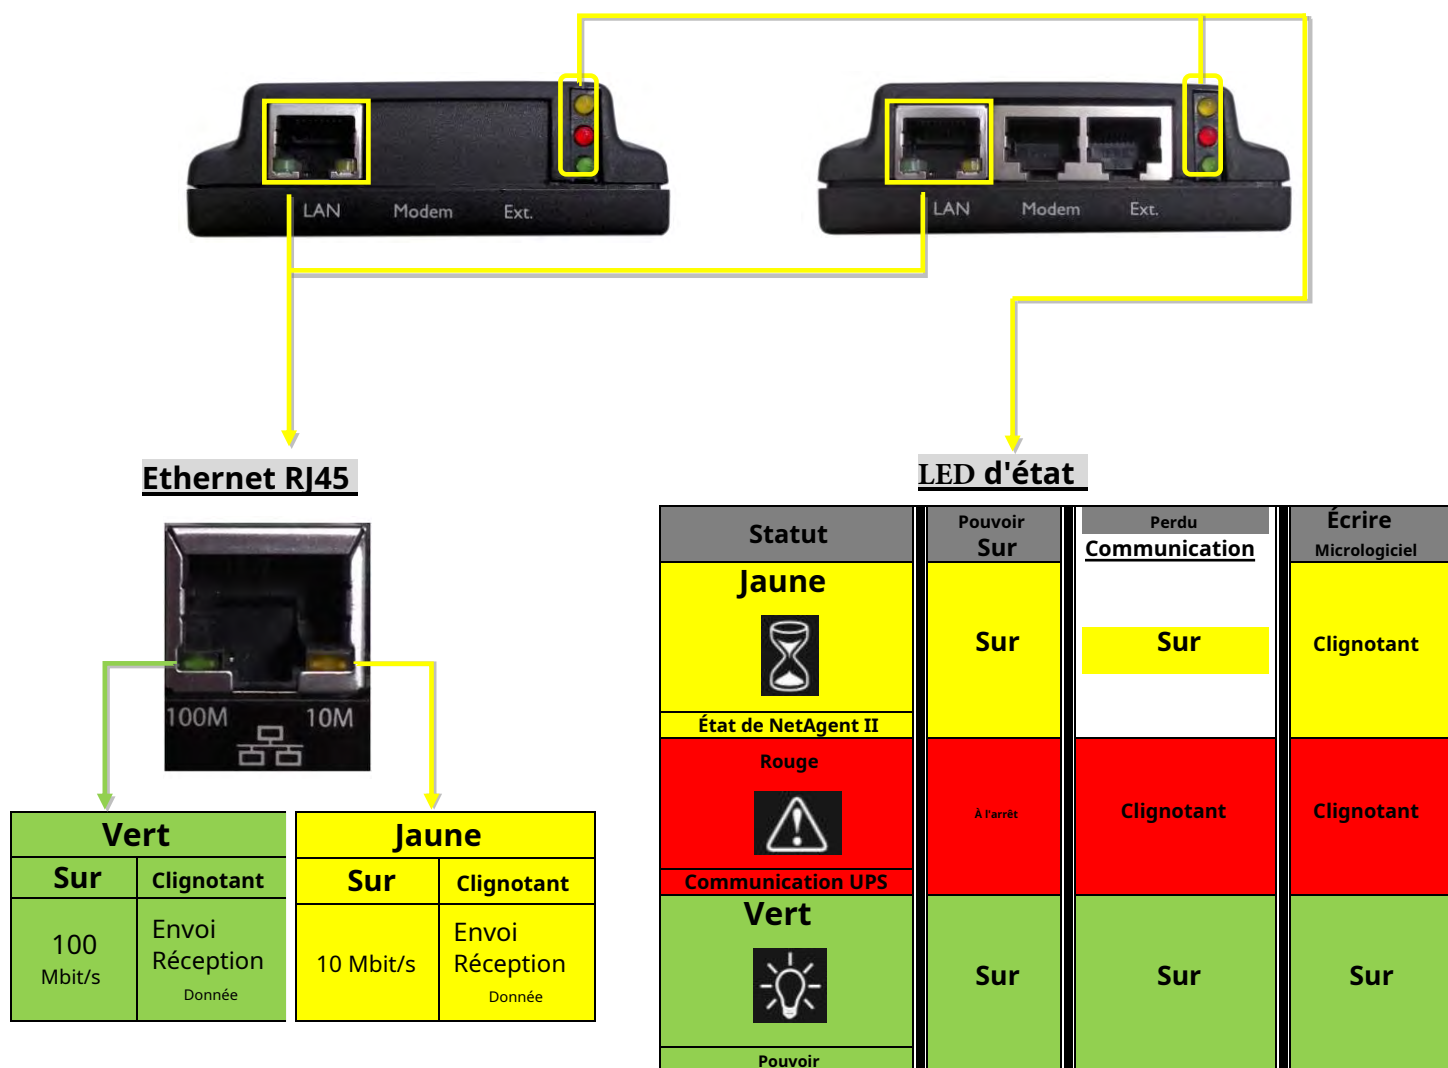 LAN Modem Ext.
LAN Modem Ext.
Ethernet RJ45
100M 10M
Vert
Sur Clignotant
100
Mbit/s
Envoi
Réception
Donnée
Jaune
Sur Clignotant
10 Mbit/s
Envoi
Réception
Donnée
LED d'état
Statut
Pouvoir
Sur
Perdu
Communication
Écrire
Micrologiciel
Jaune
État de NetAgent II
Sur
Sur
Clignotant
Rouge
Communication UPS
À l'arrêt
Clignotant
Clignotant
Vert
Pouvoir
Sur
Sur
Sur